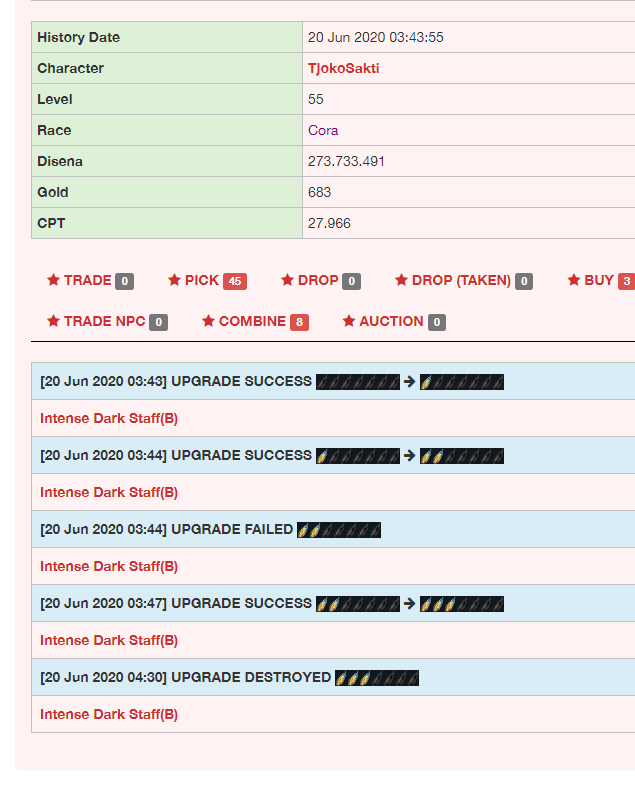 History Date 20 Jun 2020 03:43:55
Character TJokoSakti
Level 55
Race Cora
Disena 273.733.491
Gold 683
CPT 27.966
TRADE 0 PICK 45 DROP 0 DROP (TAKEN) 0 BUY 3
TRADE NPC 0 COMBINE 8 AUCTION 0
[20 Jun 2020 03:43] UPGRADE SUCCESS
Intense Dark Staff(B)
[20 Jun 2020 03:44] UPGRADE SUCCESS
Intense Dark Staff(B)
[20 Jun 2020 03:44] UPGRADE FAILED
Intense Dark Staff(B)
[20 Jun 2020 03:47] UPGRADE SUCCESS
Intense Dark Staff(B)
[20 Jun 2020 04:30] UPGRADE DESTROYED
Intense Dark Staff(B)